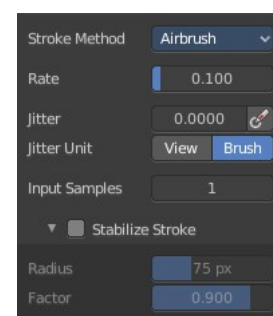 Stroke Method Airbrush
Rate 0.100
Jitter 0.0000
Jitter Unit View Brush
Input Samples 1
Stabilize Stroke
Radius 75 px
Factor 0.900